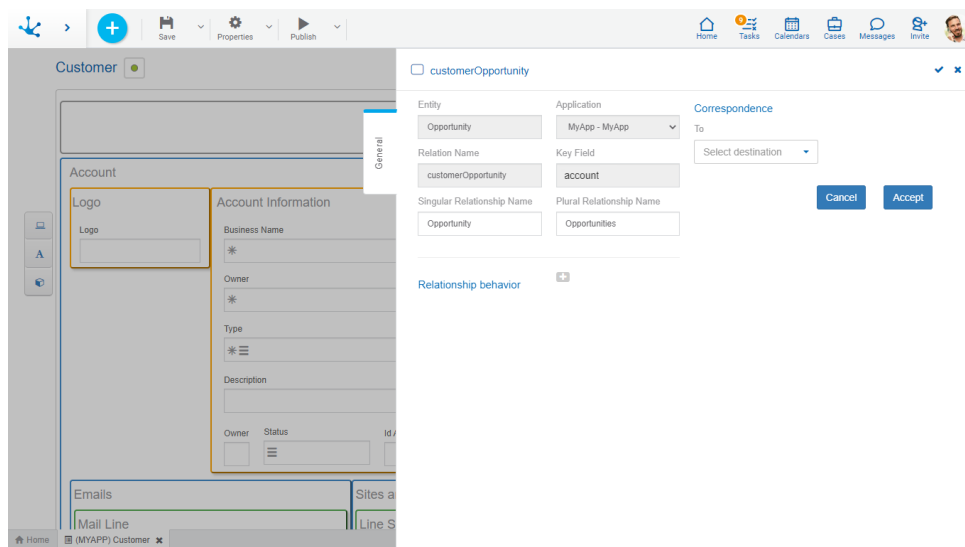 Save
Properties
Publish
Home
9
Tasks
Calendars
Cases
Messages
Invite
Customer
Account
Logo
Logo
Account Information
Business Name
Owner
Type
Description
Owner
Status
Id
Emails
Mail Line
Sites a
Line S
A
General
customerOpportunity
Entity
Opportunity
Application
MyApp - MyApp
Relation Name
customerOpportunity
Key Field
account
Singular Relationship Name
Opportunity
Plural Relationship Name
Opportunities
Relationship behavior
Correspondence
To
Select destination
Cancel
Accept
Home
(MYAPP) Customer